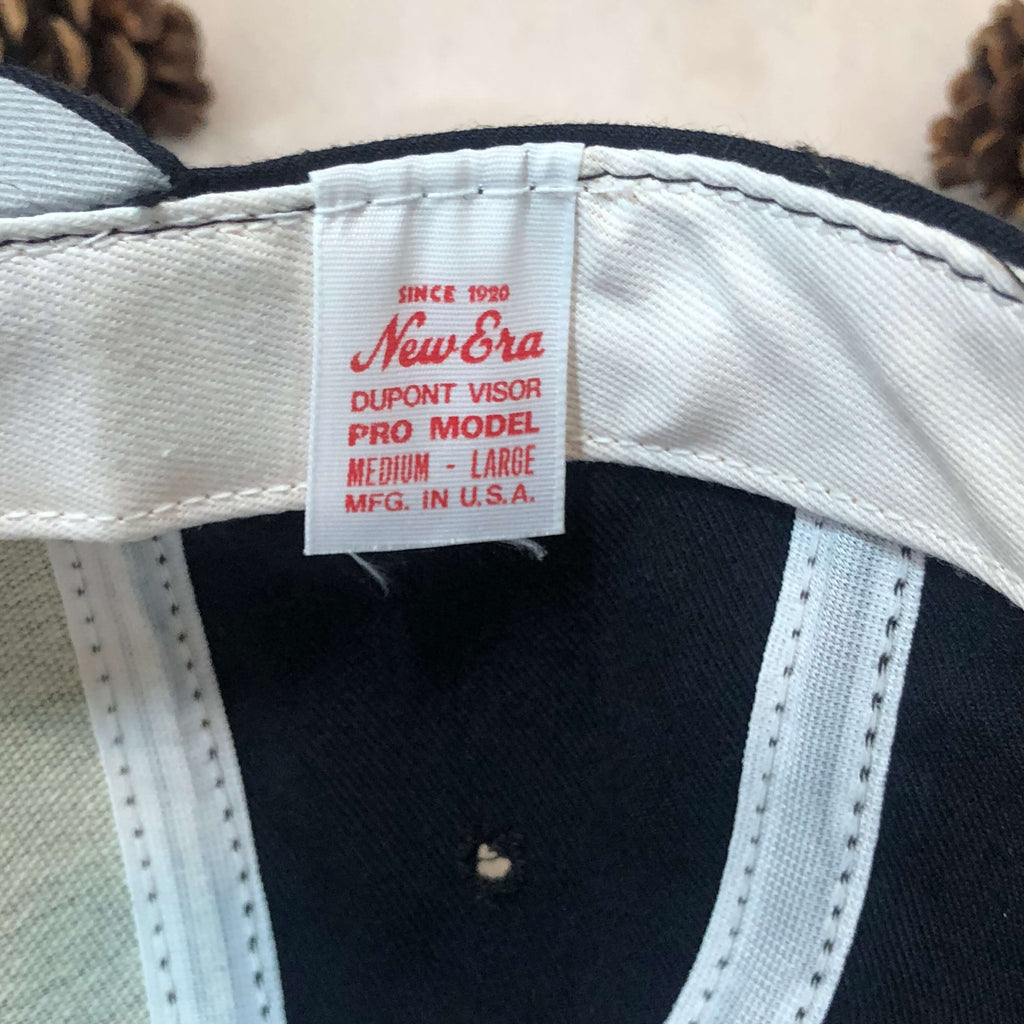 SINCE 1920
New Era
DUPONT VISOR
PRO MODEL
MEDIUM - LARGE
MFG. IN U.S.A.